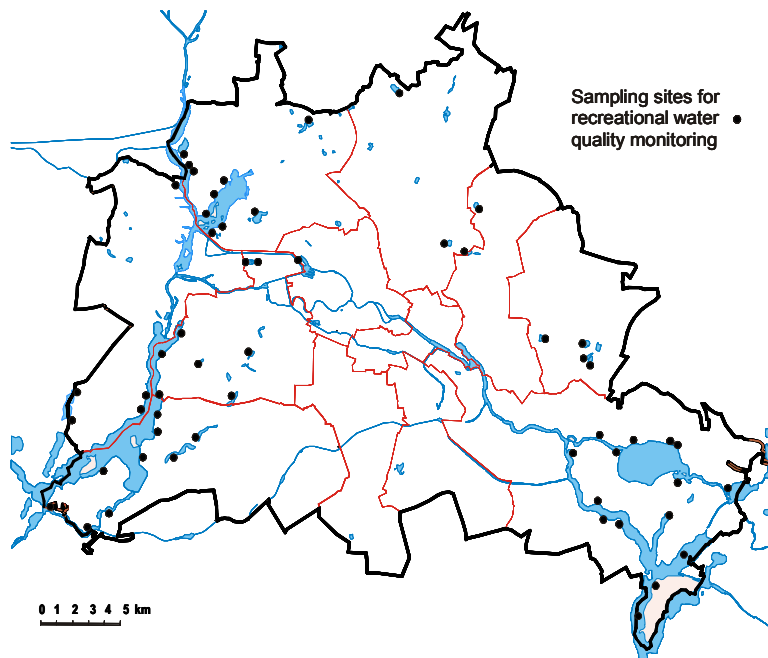 Sampling sites for
recreational water
quality monitoring
0 1 2 3 4 5 km